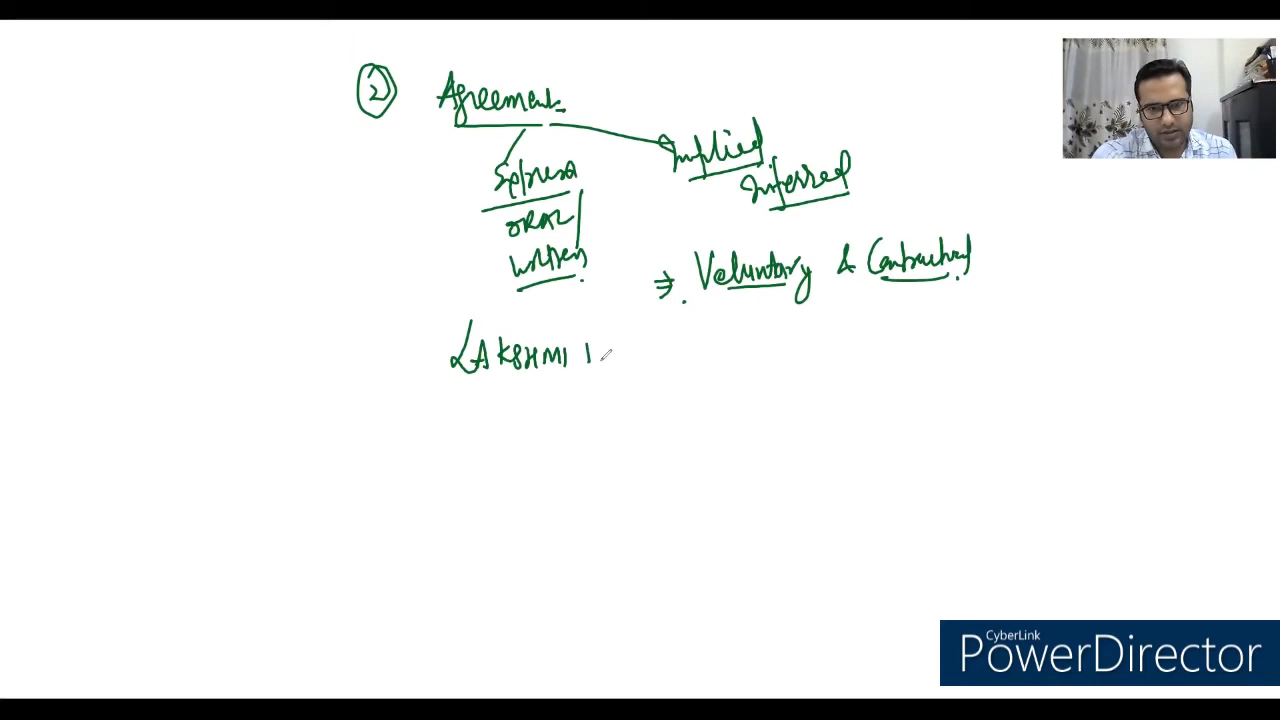 2
Agreement
Express
Implied
Inferred
ORAL
Written
⇒ Voluntary & Contractual
LAKSHMI
CyberLink
PowerDirector